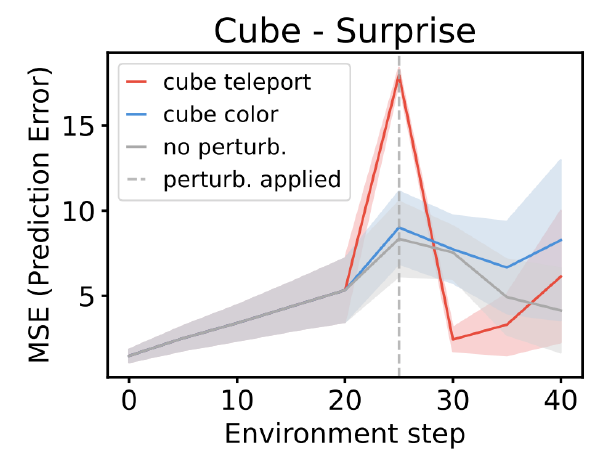 Cube - Surprise
MSE (Prediction Error)
15
10
5
cube teleport
cube color
no perturb.
perturb. applied
0 10 20 30 40
Environment step